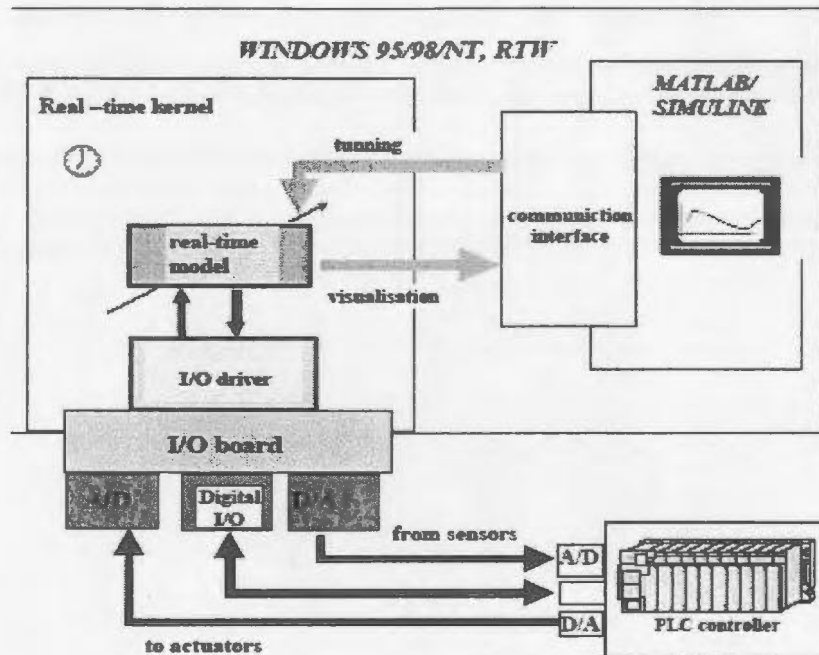 WINDOWS 95/98/NT, RTW
Real –time kernel
MATLAB/
SIMULINK
tunning
communiction
interface
real-time
model
visualisation
I/O driver
I/O board
A/D
Digital
I/O
D/A
from sensors
A/D
D/A
PLC controller
to actuators